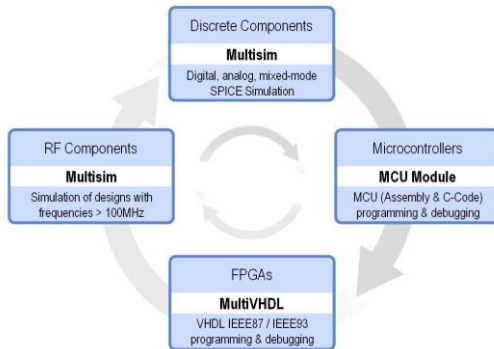 Discrete Components
Multisim
Digital, analog, mixed-mode
SPICE Simulation
RF Components
Multisim
Simulation of designs with
frequencies > 100MHz
Microcontrollers
MCU Module
MCU (Assembly & C-Code)
programming & debugging
FPGAs
MultiVHDL
VHDL IEEE87 / IEEE93
programming & debugging